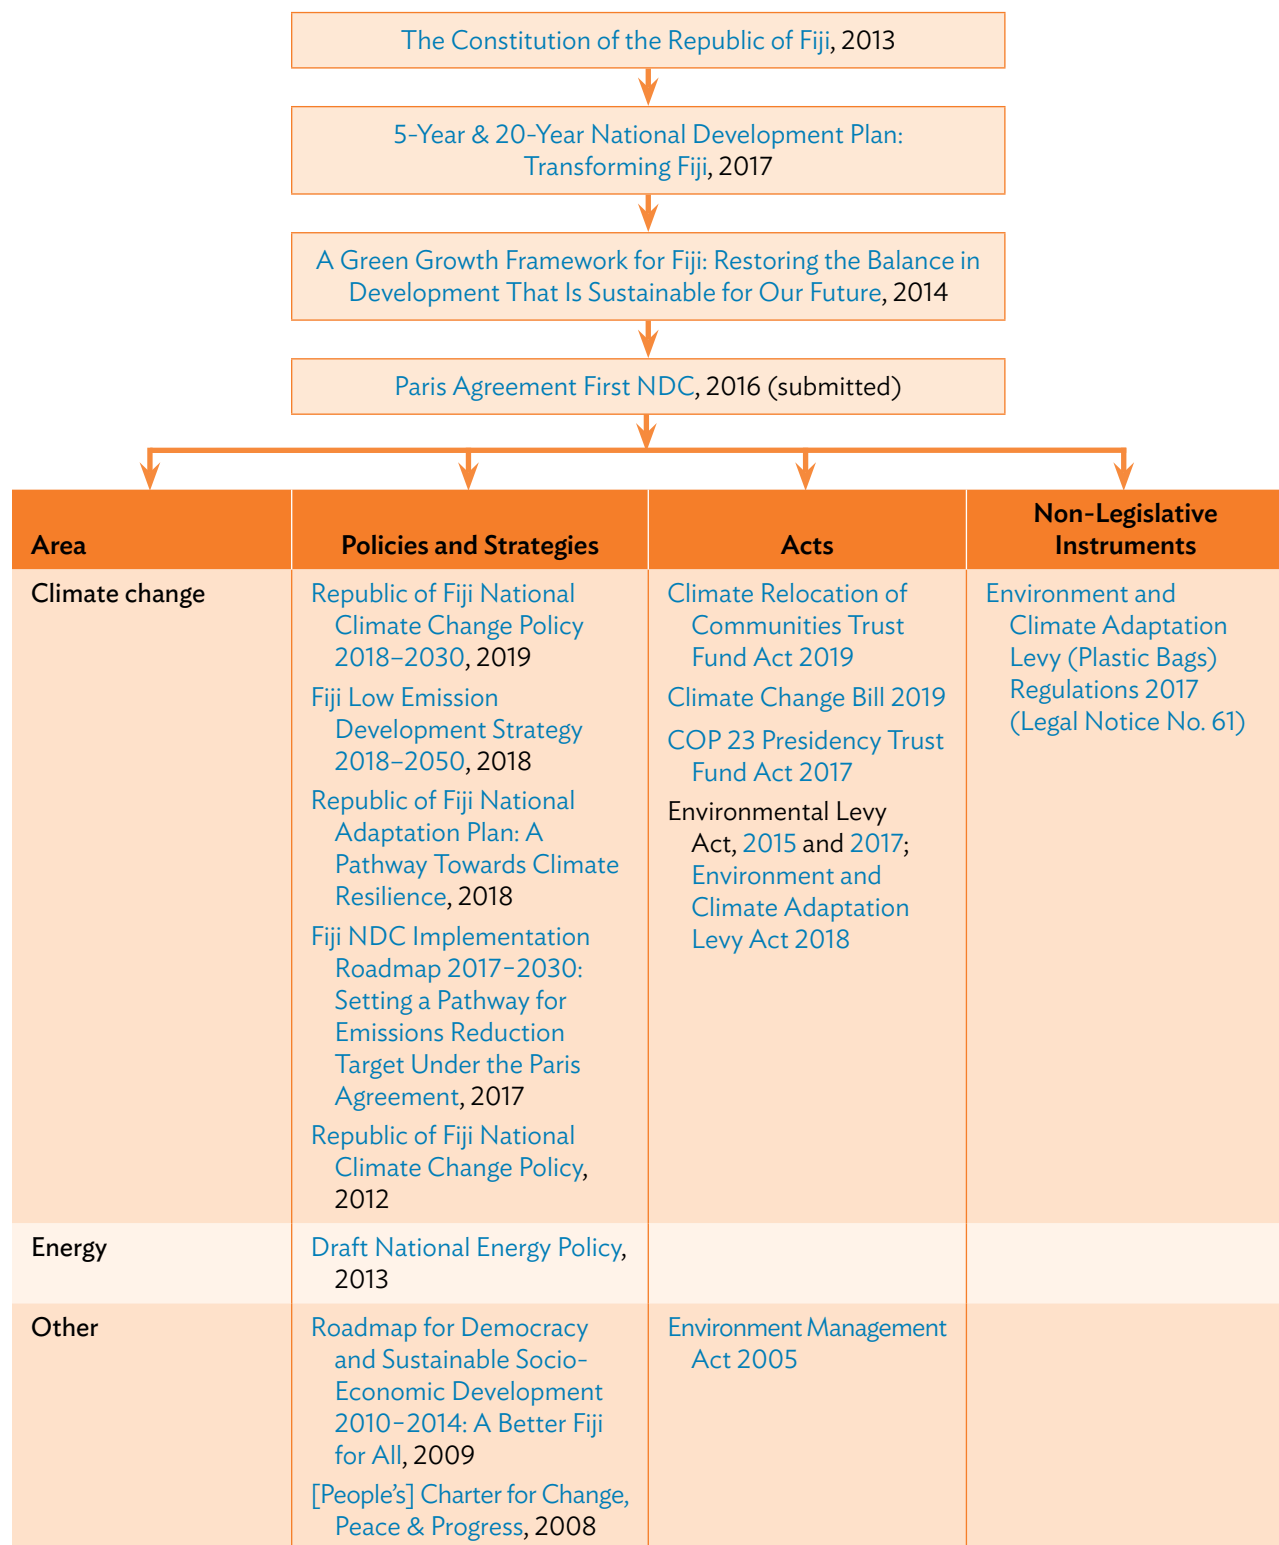 The Constitution of the Republic of Fiji, 2013
5-Year & 20-Year National Development Plan:
Transforming Fiji, 2017
A Green Growth Framework for Fiji: Restoring the Balance in
Development That Is Sustainable for Our Future, 2014
Paris Agreement First NDC, 2016 (submitted)
Area
Policies and Strategies
Acts
Non-Legislative
Instruments
Climate change
Republic of Fiji National
Climate Change Policy
2018–2030, 2019
Fiji Low Emission
Development Strategy
2018–2050, 2018
Republic of Fiji National
Adaptation Plan: A
Pathway Towards Climate
Resilience, 2018
Fiji NDC Implementation
Roadmap 2017–2030:
Setting a Pathway for
Emissions Reduction
Target Under the Paris
Agreement, 2017
Republic of Fiji National
Climate Change Policy,
2012
Climate Relocation of
Communities Trust
Fund Act 2019
Climate Change Bill 2019
COP 23 Presidency Trust
Fund Act 2017
Environmental Levy
Act, 2015 and 2017;
Environment and
Climate Adaptation
Levy Act 2018
Environment and
Climate Adaptation
Levy (Plastic Bags)
Regulations 2017
(Legal Notice No. 61)
Energy
Draft National Energy Policy,
2013
Other
Roadmap for Democracy
and Sustainable Socio-
Economic Development
2010–2014: A Better Fiji
for All, 2009
[People's] Charter for Change,
Peace & Progress, 2008
Environment Management
Act 2005